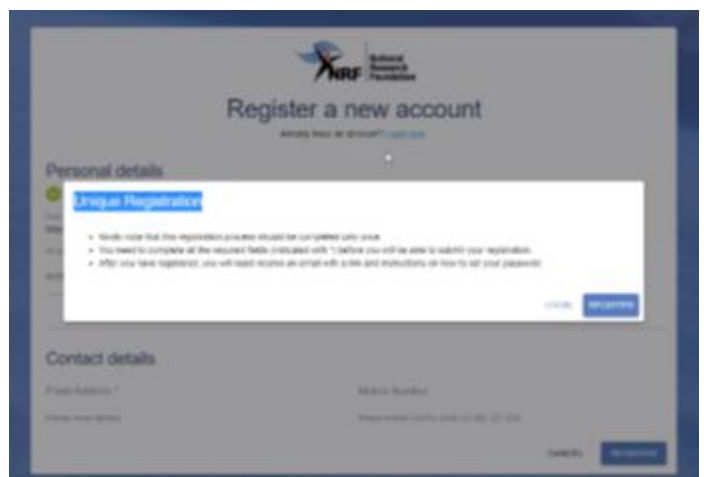 NRF
National
Research
Foundation
Register a new account
Already have an account? Login here
Personal details
Unique Registration
Kindly note that this registration process should be completed only once.
You need to complete all the required fields (indicated with *) before you will be able to submit your registration.
After you have registered, you will receive an email with a link and instructions on how to set your password.
REGISTER
Contact details
Email Address *
Mobile Number
CANCEL
REGISTER